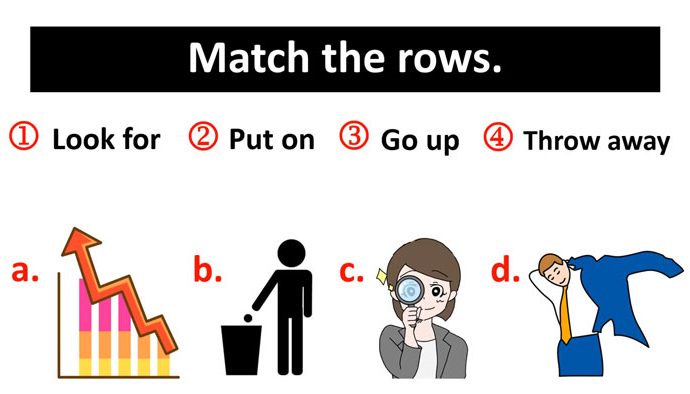 Match the rows.
① Look for ② Put on ③ Go up ④ Throw away
a. b. c. d.